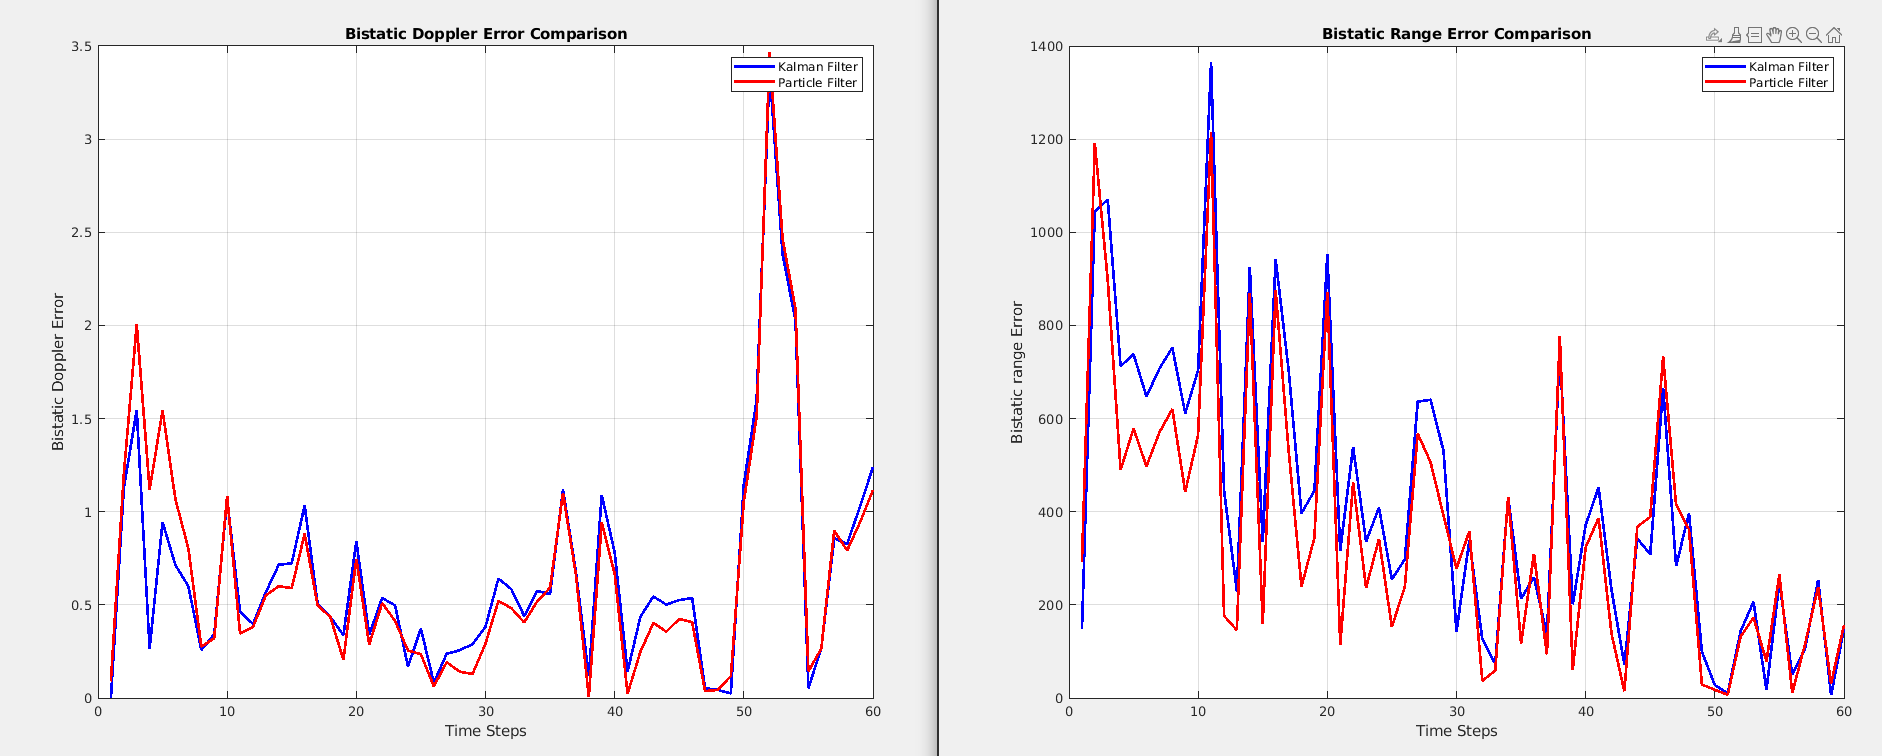 Bistatic Doppler Error Comparison
3.5
3
2.5
2
1.5
1
0.5
0
Bistatic Doppler Error
Kalman Filter
Particle Filter
0 10 20 30 40 50 60
Time Steps
Bistatic Range Error Comparison
1400
1200
1000
800
600
400
200
0
Bistatic range Error
Kalman Filter
Particle Filter
0 10 20 30 40 50 60
Time Steps